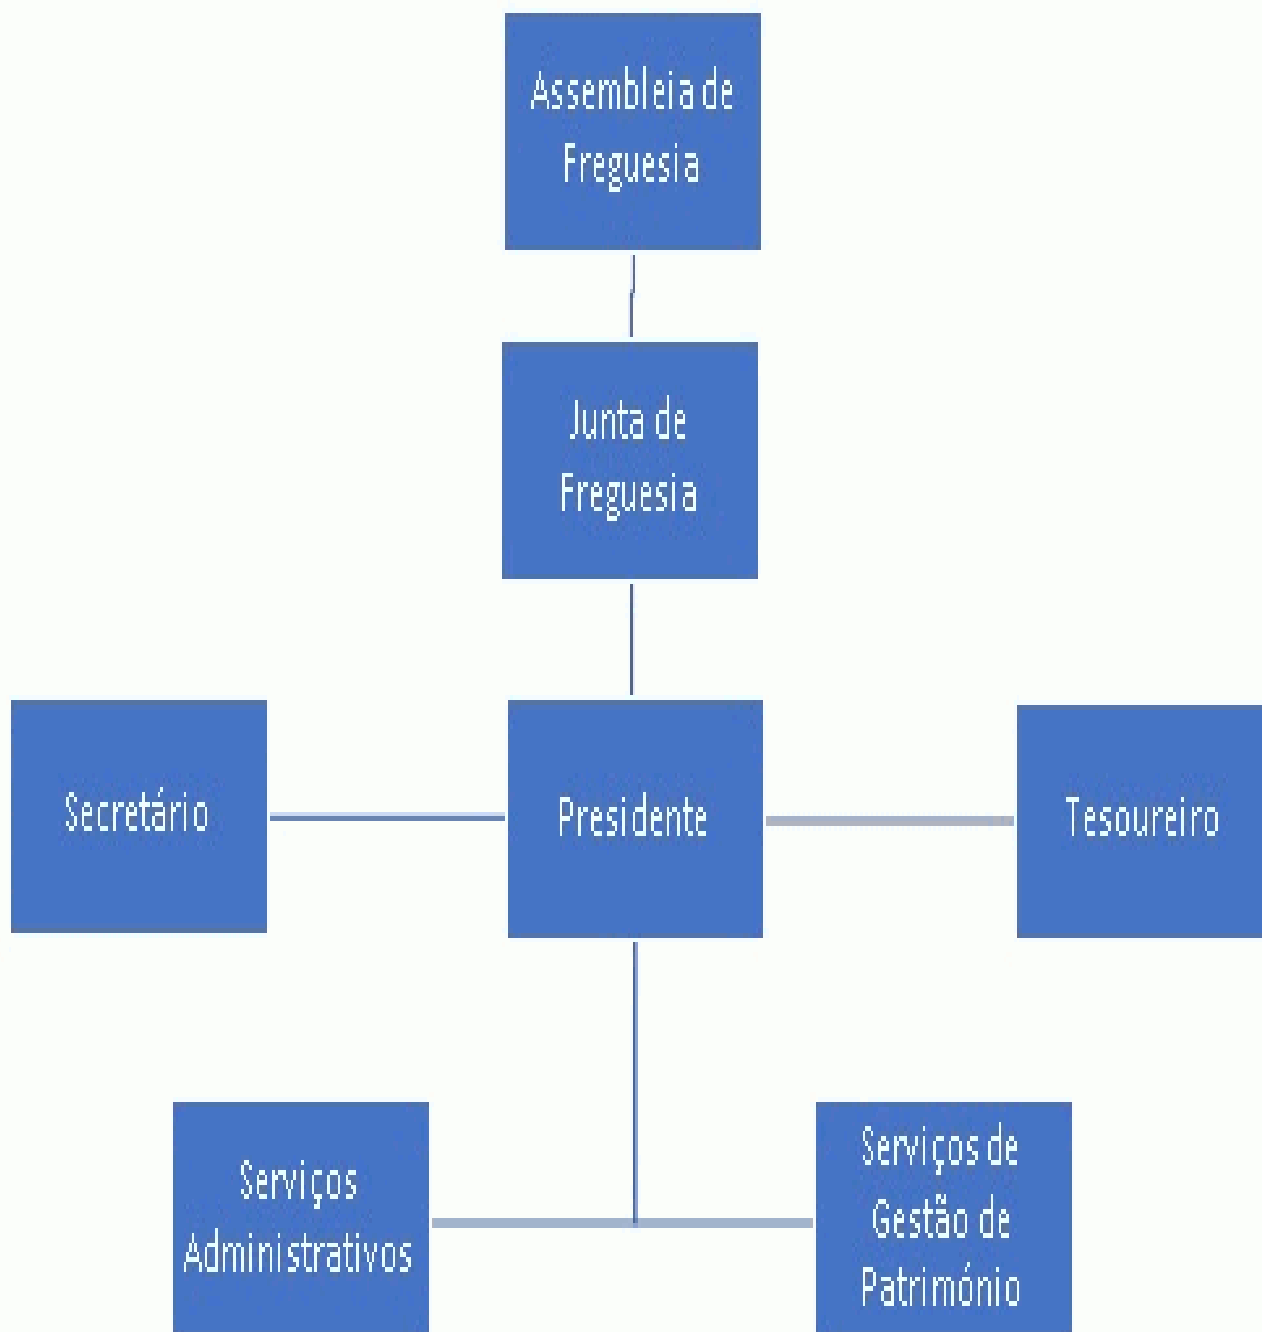 Assembleia de
Freguesia
Junta de
Freguesia
Secretário
Presidente
Tesoureiro
Serviços
Administrativos
Serviços de
Gestão de
Património